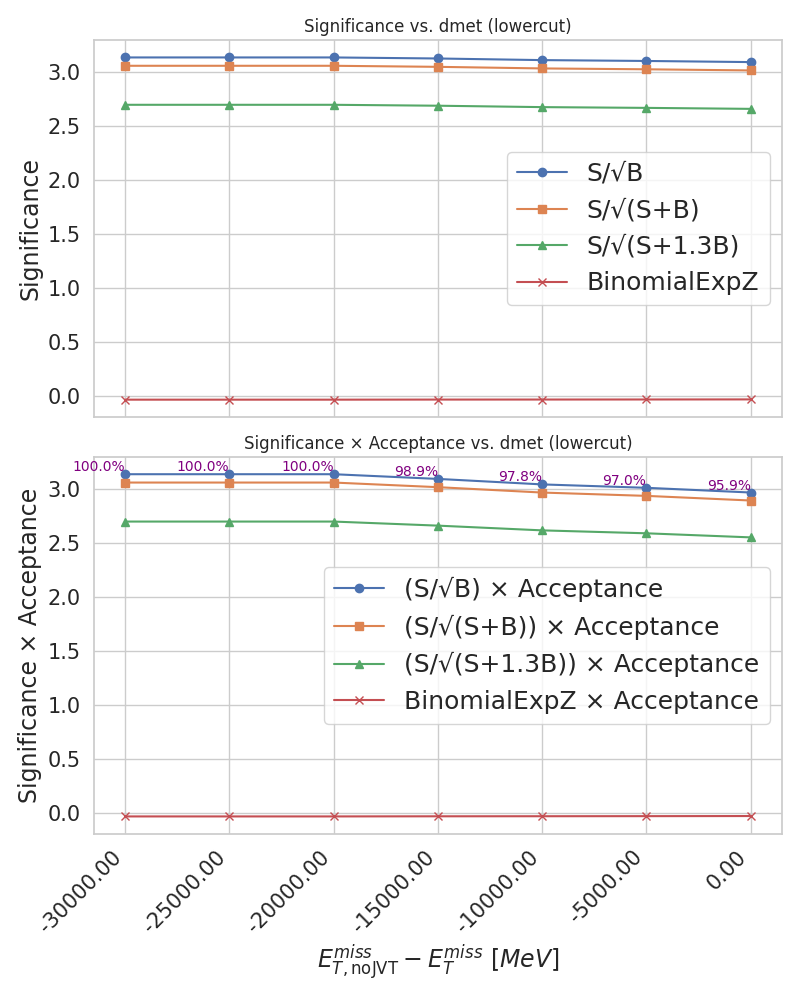 Significance vs. dmet (lowercut)
Significance
3.0
2.5
2.0
1.5
1.0
0.5
0.0
S/√B
S/√(S+B)
S/√(S+1.3B)
BinomialExpZ
Significance × Acceptance vs. dmet (lowercut)
Significance × Acceptance
3.0
2.5
2.0
1.5
1.0
0.5
0.0
100.0%
100.0%
100.0%
98.9%
97.8%
97.0%
95.9%
(S/√B) × Acceptance
(S/√(S+B)) × Acceptance
(S/√(S+1.3B)) × Acceptance
BinomialExpZ × Acceptance
-30000.00
-25000.00
-20000.00
-15000.00
-10000.00
-5000.00
0.00
E^{miss}_{T,noJVT} − E^{miss}_{T} [MeV]